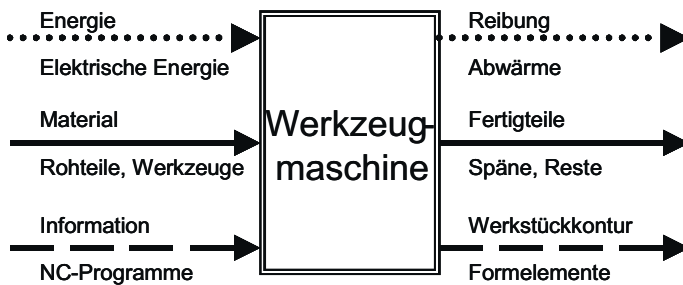 Energie
Elektrische Energie
Material
Rohteile, Werkzeuge
Information
NC-Programme
Werkzeug-
maschine
Reibung
Abwärme
Fertigteile
Späne, Reste
Werkstückkontur
Formelemente